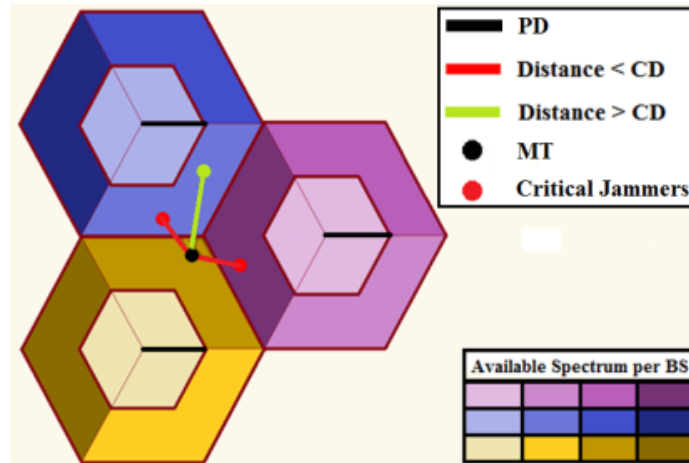 PD
Distance < CD
Distance > CD
MT
Critical Jammers
Available Spectrum per BS